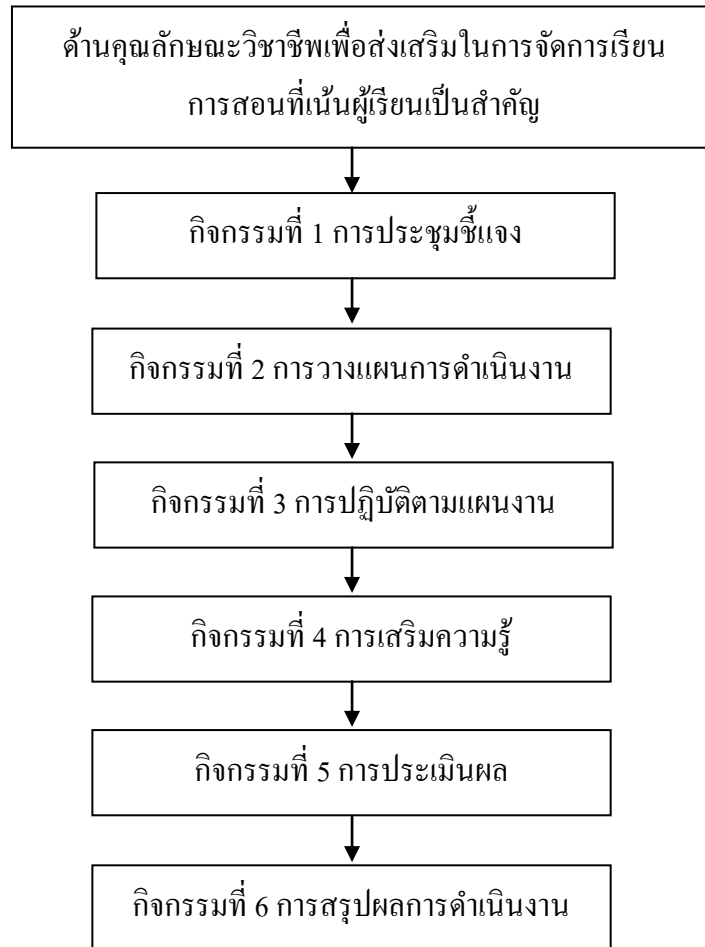 ด้านคุณลักษณะวิชาชีพเพื่อส่งเสริมในการจัดการเรียน
การสอนที่เน้นผู้เรียนเป็นสำคัญ
กิจกรรมที่ 1 การประชุมชี้แจง
กิจกรรมที่ 2 การวางแผนการดำเนินงาน
กิจกรรมที่ 3 การปฏิบัติตามแผนงาน
กิจกรรมที่ 4 การเสริมความรู้
กิจกรรมที่ 5 การประเมินผล
กิจกรรมที่ 6 การสรุปผลการดำเนินงาน